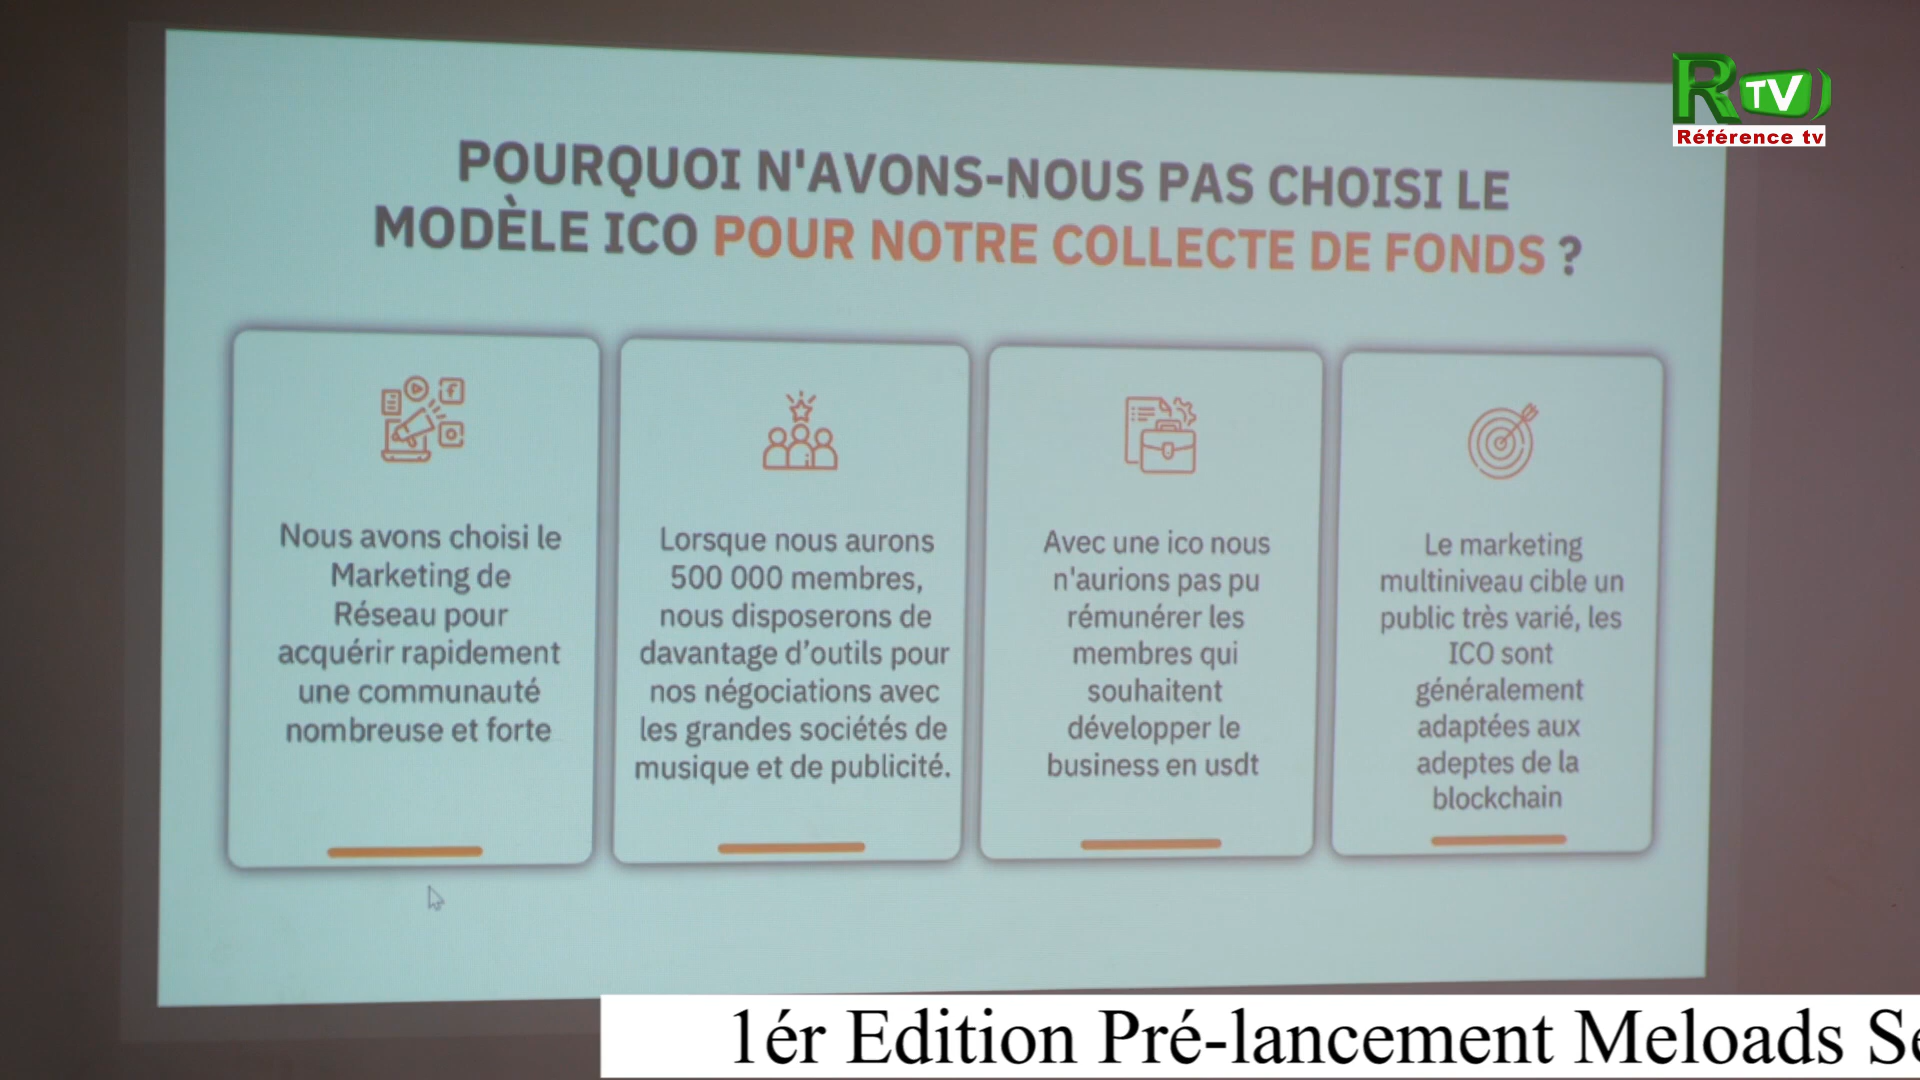 R TV
Référence tv
POURQUOI N'AVONS-NOUS PAS CHOISI LE
MODÈLE ICO POUR NOTRE COLLECTE DE FONDS ?
Nous avons choisi le
Marketing de
Réseau pour
acquérir rapidement
une communauté
nombreuse et forte
Lorsque nous aurons
500 000 membres,
nous disposerons de
davantage d’outils pour
nos négociations avec
les grandes sociétés de
musique et de publicité.
Avec une ico nous
n'aurions pas pu
rémunérer les
membres qui
souhaitent
développer le
business en usdt
Le marketing
multiniveau cible un
public très varié, les
ICO sont
généralement
adaptées aux
adeptes de la
blockchain
1ér Edition Pré-lancement Meloads